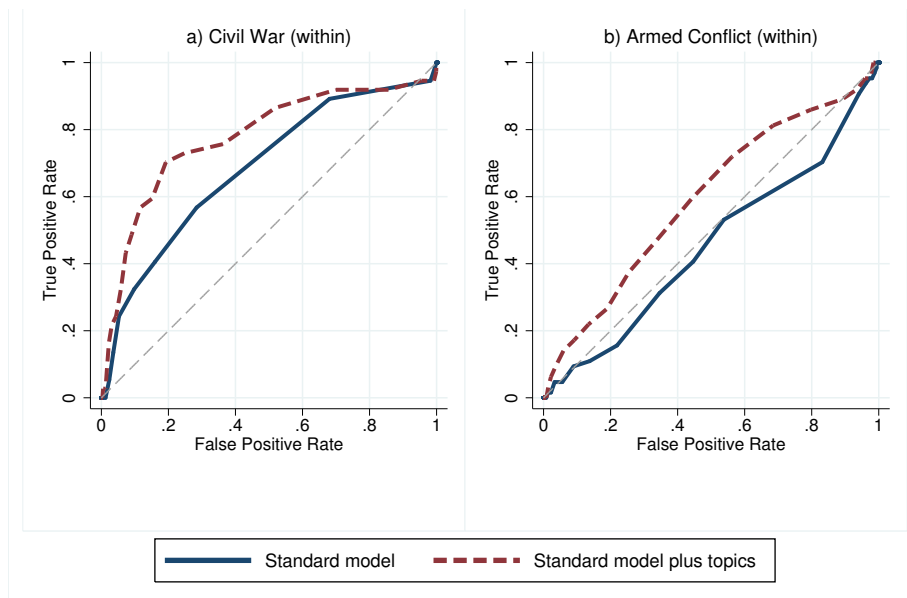 a) Civil War (within)
True Positive Rate
1
.8
.6
.4
.2
0
0 .2 .4 .6 .8 1
False Positive Rate
b) Armed Conflict (within)
True Positive Rate
1
.8
.6
.4
.2
0
0 .2 .4 .6 .8 1
False Positive Rate
Standard model
Standard model plus topics